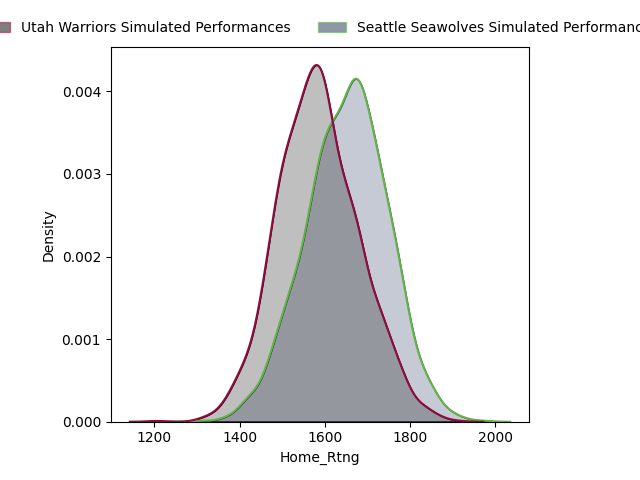 Utah Warriors Simulated Performances
Seattle Seawolves Simulated
0.004
0.003
0.002
0.001
0.000
Density
1200 1400 1600 1800 2000
Home_Rtng